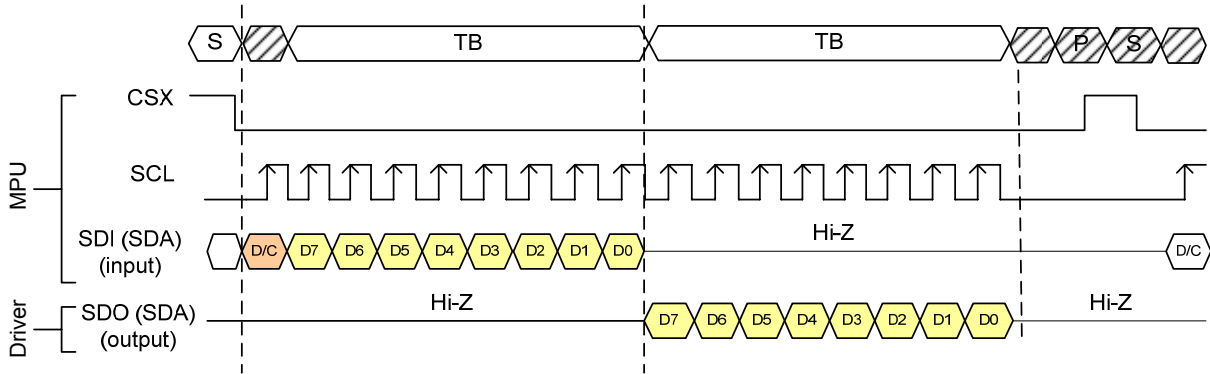 S TB TB P S
CSX
MPU
SCL
SDI (SDA)
(input)
D/C D7 D6 D5 D4 D3 D2 D1 D0
Hi-Z
D/C
Driver
SDO (SDA)
(output)
Hi-Z
D7 D6 D5 D4 D3 D2 D1 D0
Hi-Z